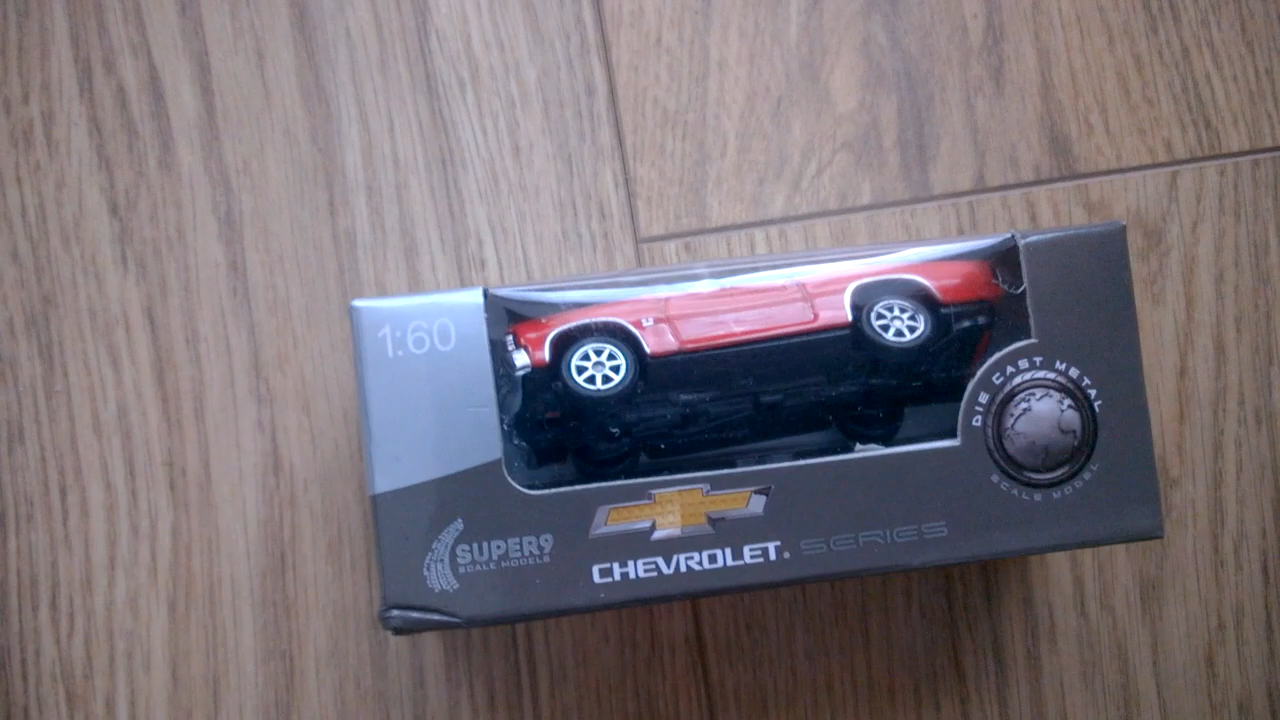 1:60
DIE CAST METAL
SCALE MODEL
SUPER9
SCALE MODELS
CHEVROLET. SERIES